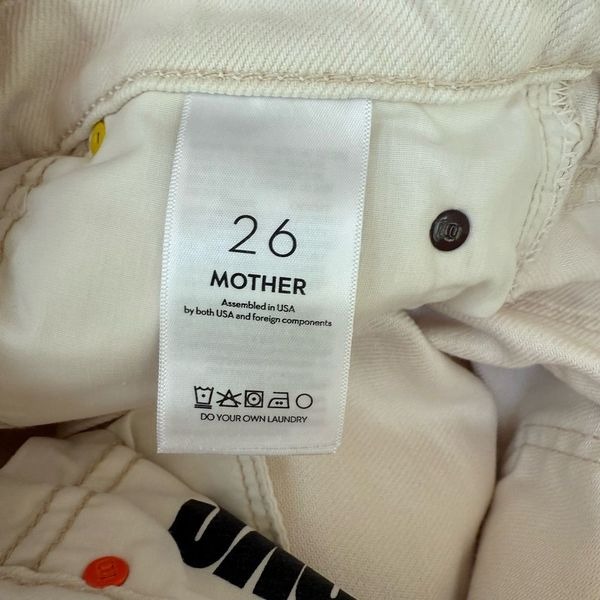 26
MOTHER
Assembled in USA
by both USA and foreign components
DO YOUR OWN LAUNDRY